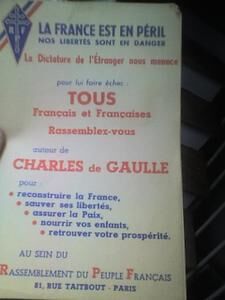 LA FRANCE EST EN PÉRIL
NOS LIBERTÉS SONT EN DANGER
La Dictature de l'Étranger nous menace
pour lui faire échec :
TOUS
Français et Françaises
Rassemblez-vous
autour de
CHARLES de GAULLE
pour :
• reconstruire la France,
• sauver ses libertés,
• assurer la Paix,
• nourrir vos enfants,
• retrouver votre prospérité.
AU SEIN DU
RASSEMBLEMENT DU PEUPLE FRANÇAIS
81, RUE TAITBOUT - PARIS